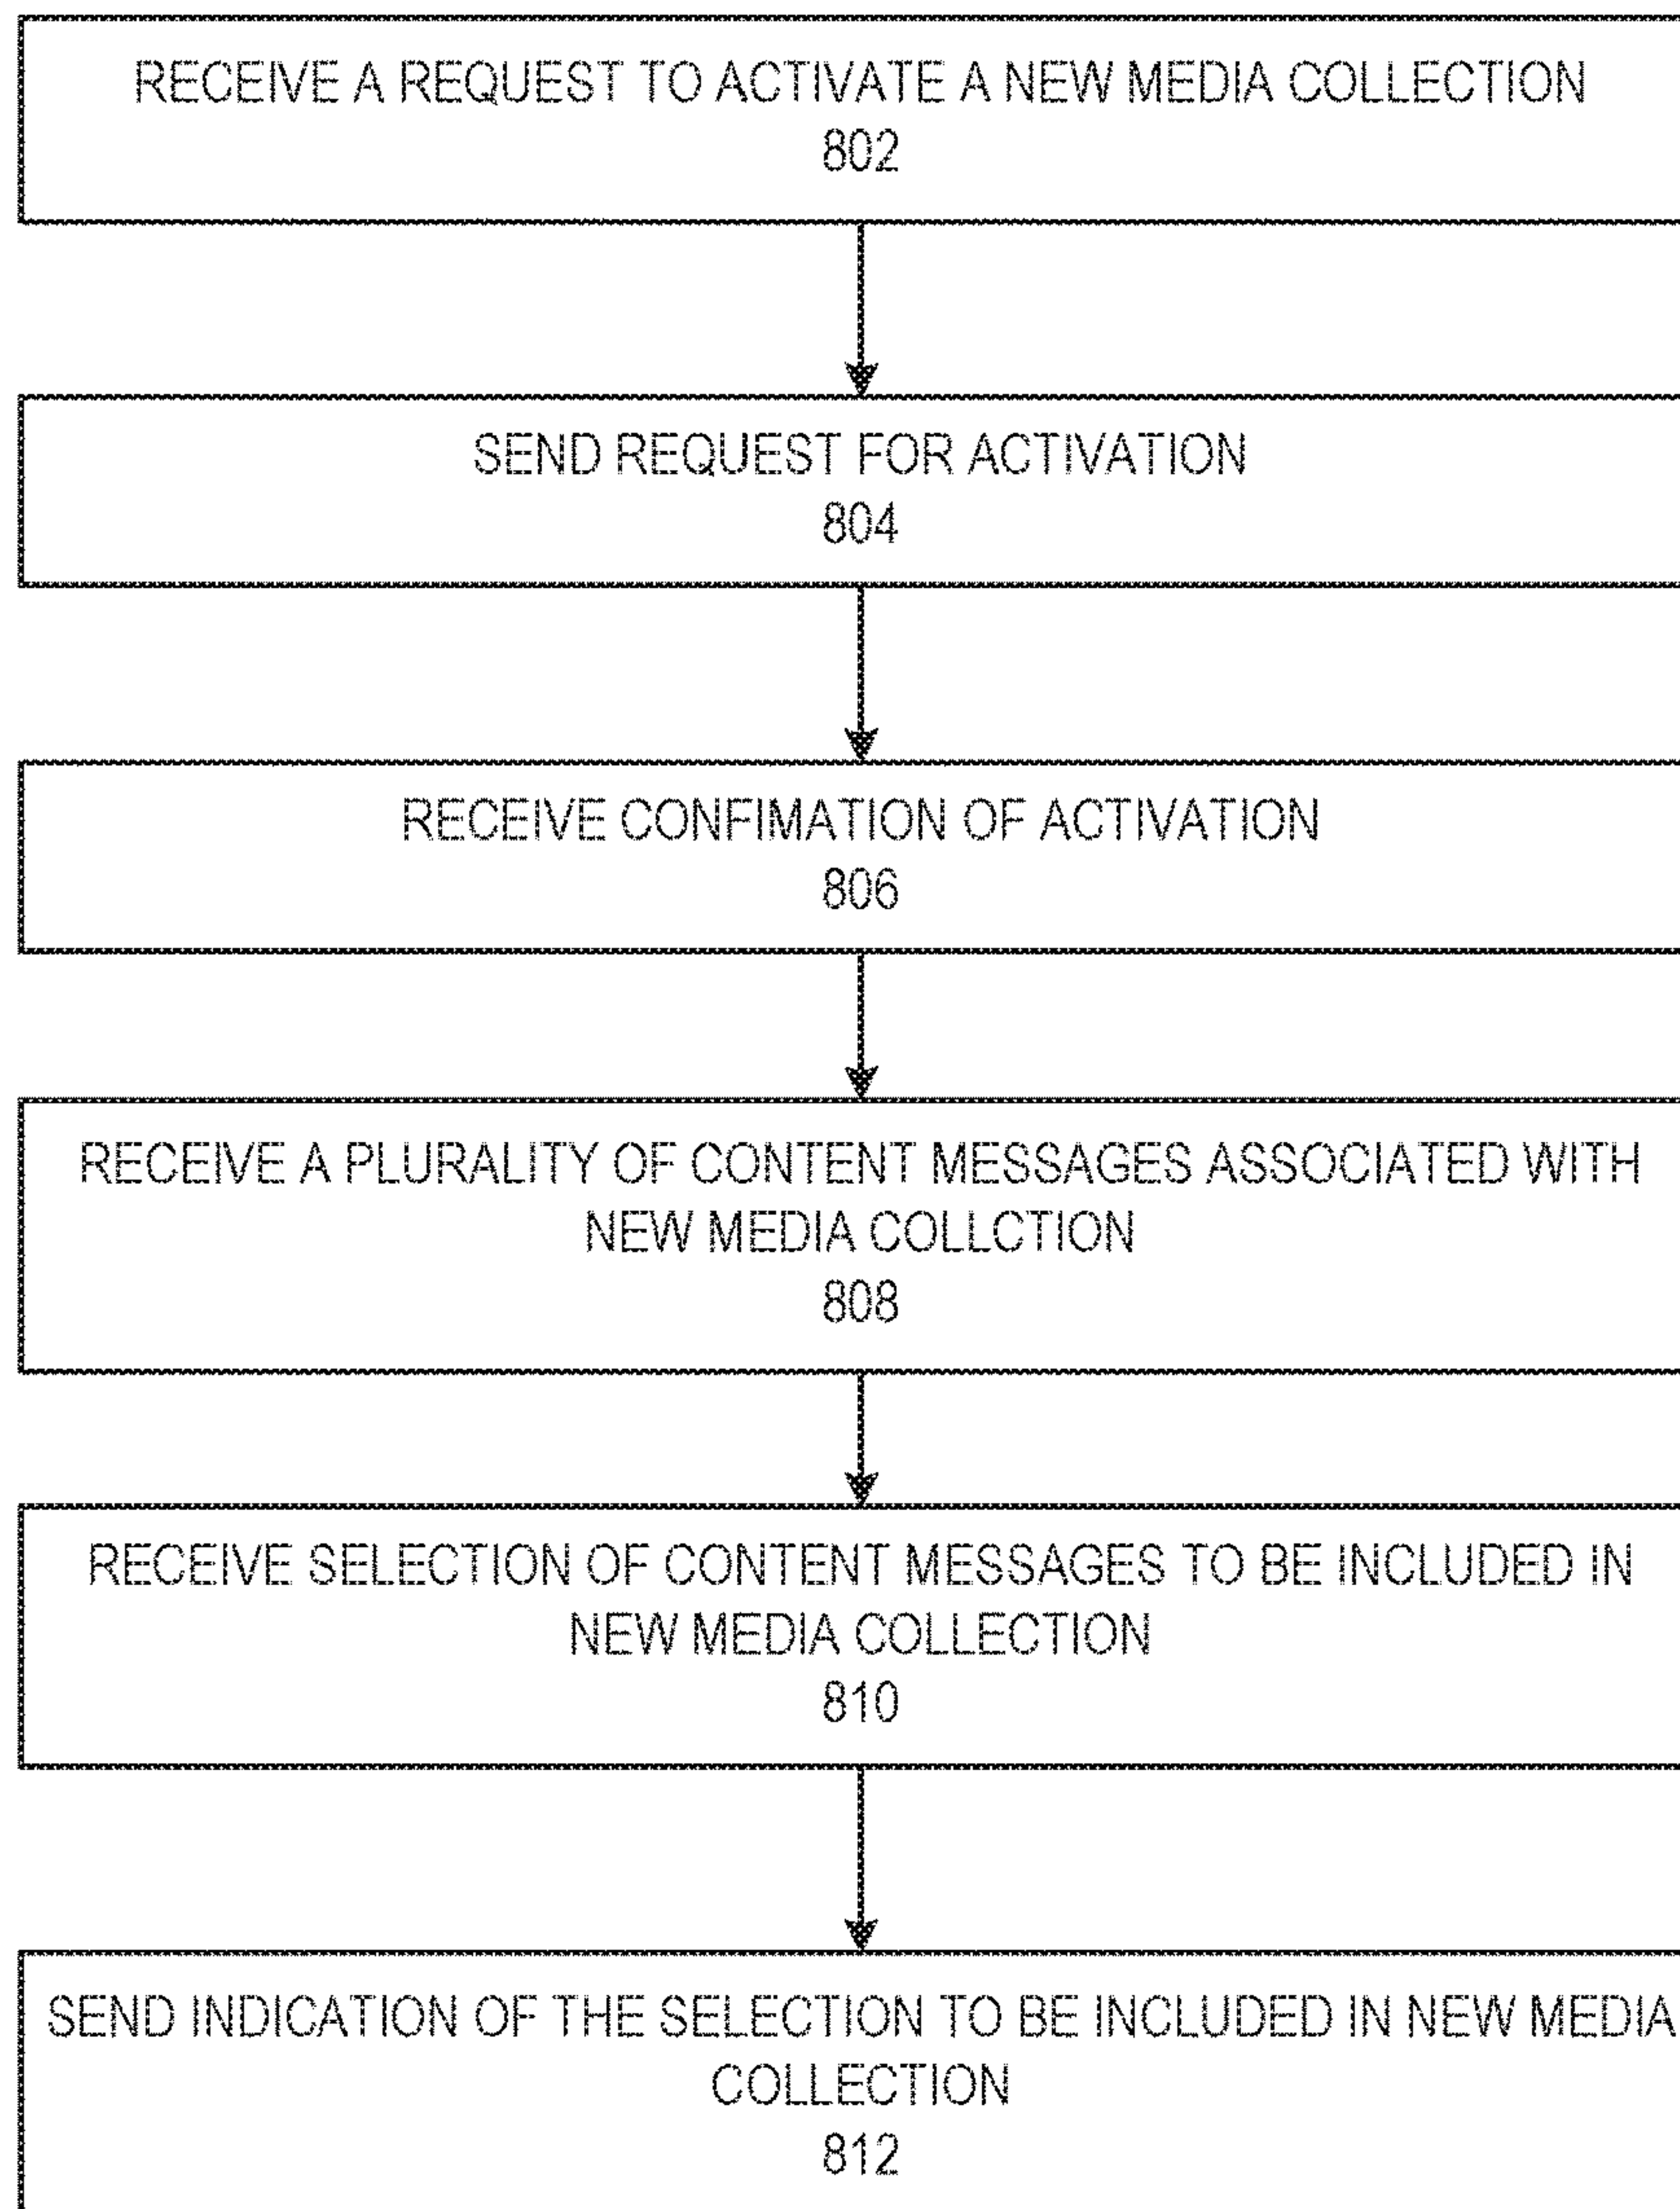 RECEIVE A REQUEST TO ACTIVATE A NEW MEDIA COLLECTION
802
SEND REQUEST FOR ACTIVATION
804
RECEIVE CONFIMATION OF ACTIVATION
806
RECEIVE A PLURALITY OF CONTENT MESSAGES ASSOCIATED WITH
NEW MEDIA COLLCTION
808
RECEIVE SELECTION OF CONTENT MESSAGES TO BE INCLUDED IN
NEW MEDIA COLLECTION
810
SEND INDICATION OF THE SELECTION TO BE INCLUDED IN NEW MEDIA
COLLECTION
812